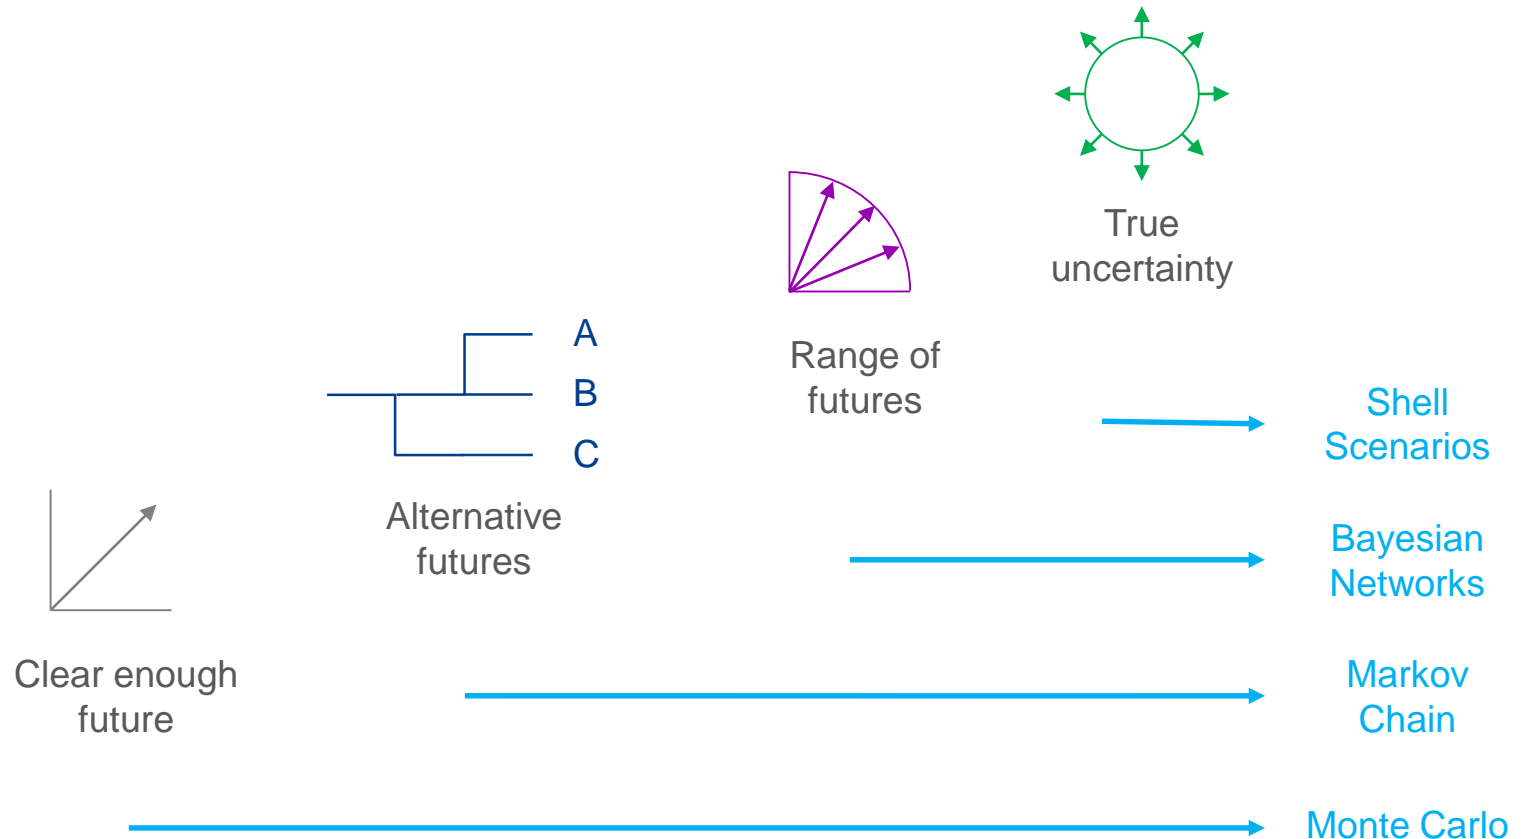 True
uncertainty
Range of
futures
A
B
C
Alternative
futures
Clear enough
future
Shell
Scenarios
Bayesian
Networks
Markov
Chain
Monte Carlo